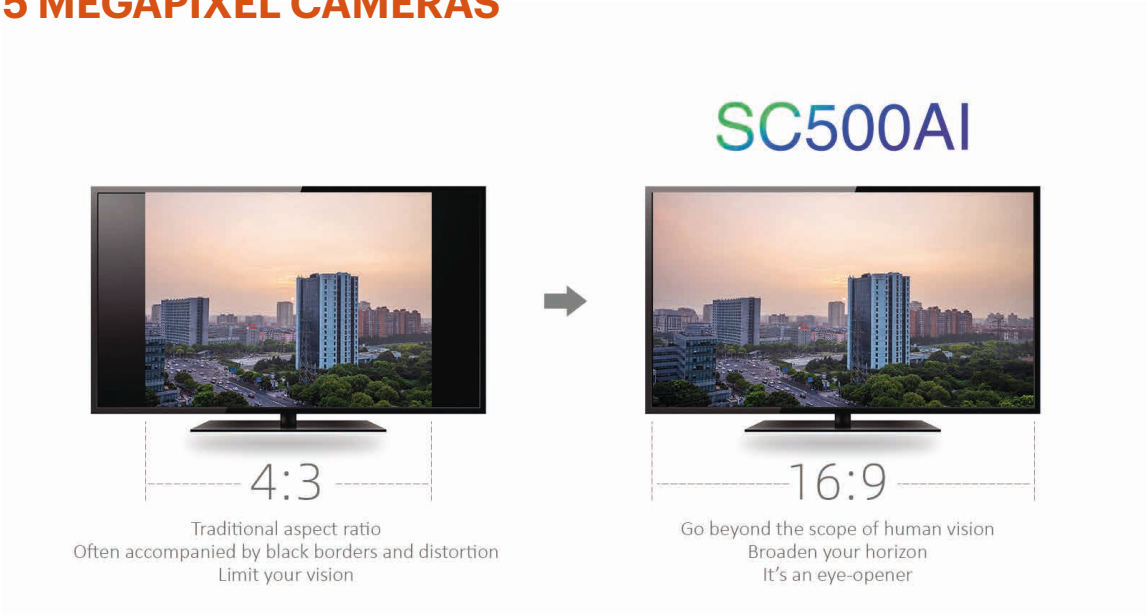 5 MEGAPIXEL CAMERAS
SC500AI
4:3
Traditional aspect ratio
Often accompanied by black borders and distortion
Limit your vision
16:9
Go beyond the scope of human vision
Broaden your horizon
It's an eye-opener